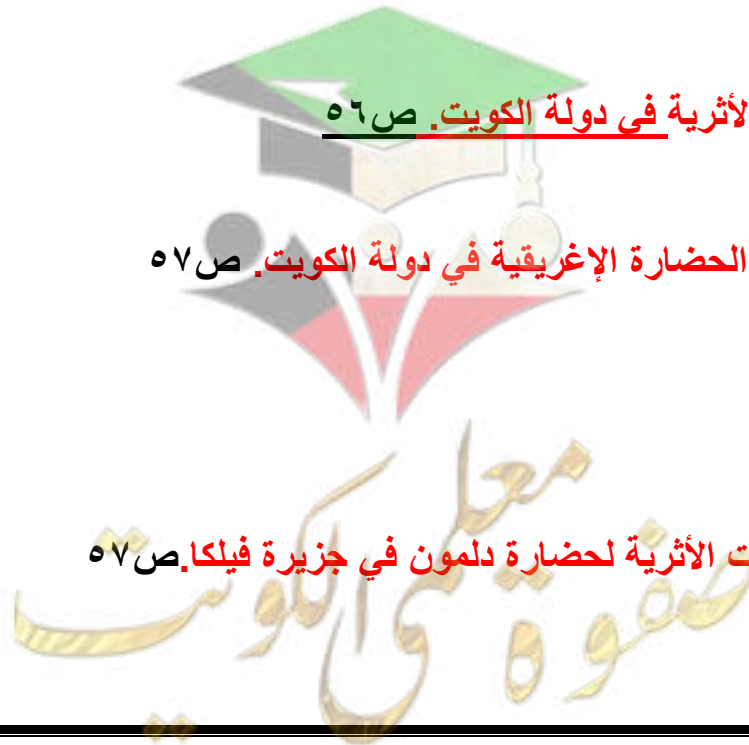 لأثرية في دولة الكويت. ص٥٦
الحضارة الإغريقية في دولة الكويت. ص٥٧
ت الأثرية لحضارة دلمون في جزيرة فيلكا.ص٥٧
صفوة معلمي الكويت